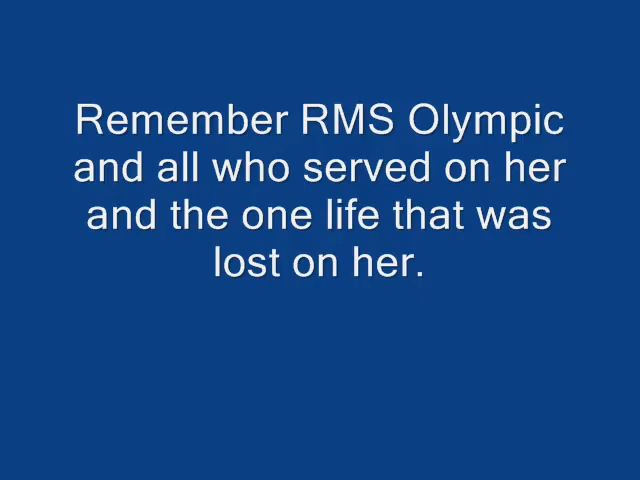 Remember RMS Olympic
and all who served on her
and the one life that was
lost on her.